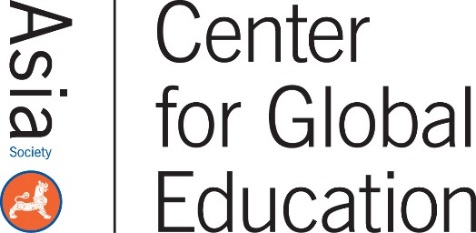 Asia
Society
Center
for Global
Education